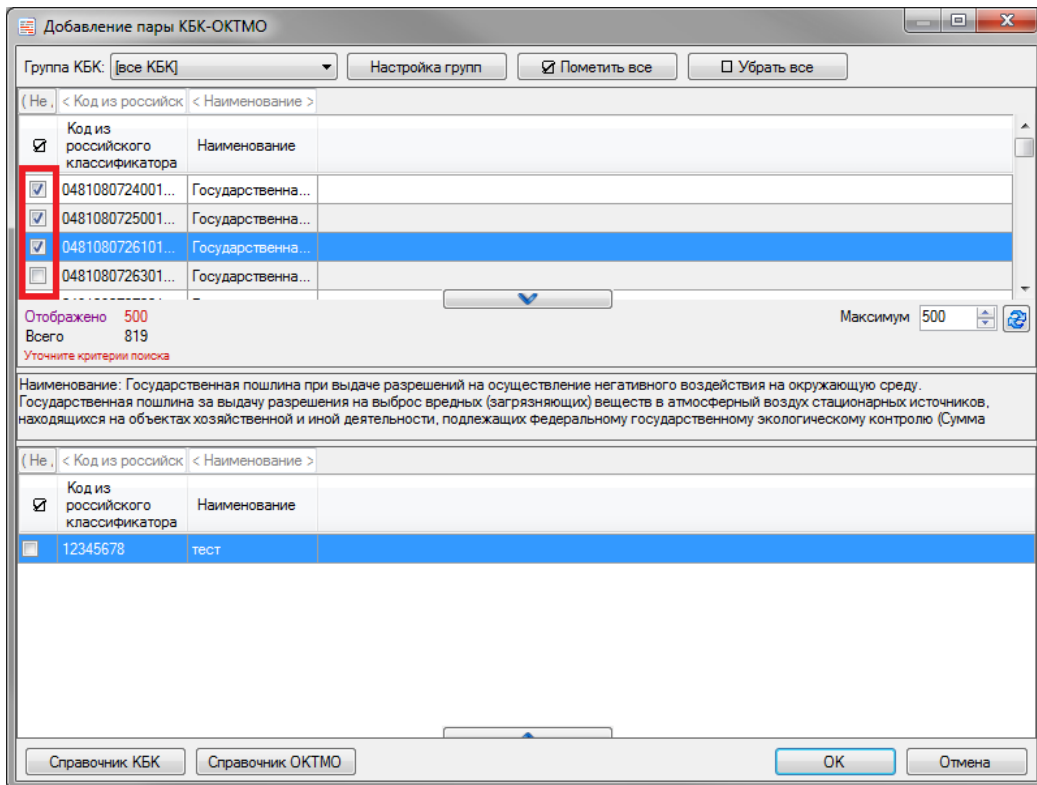 Добавление пары КБК-ОКТМО
Группа КБК: [все КБК] Настройка групп Пометить все Убрать все
( Не , < Код из российск < Наименование >
Код из российского классификатора Наименование
0481080724001... Государственна...
0481080725001... Государственна...
0481080726101... Государственна...
0481080726301... Государственна...
Отображено 500 Максимум 500
Всего 819
Уточните критерии поиска
Наименование: Государственная пошлина при выдаче разрешений на осуществление негативного воздействия на окружающую среду.
Государственная пошлина за выдачу разрешения на выброс вредных (загрязняющих) веществ в атмосферный воздух стационарных источников,
находящихся на объектах хозяйственной и иной деятельности, подлежащих федеральному государственному экологическому контролю (Сумма
( Не , < Код из российск < Наименование >
Код из российского классификатора Наименование
12345678 тест
Справочник КБК Справочник ОКТМО ОК Отмена